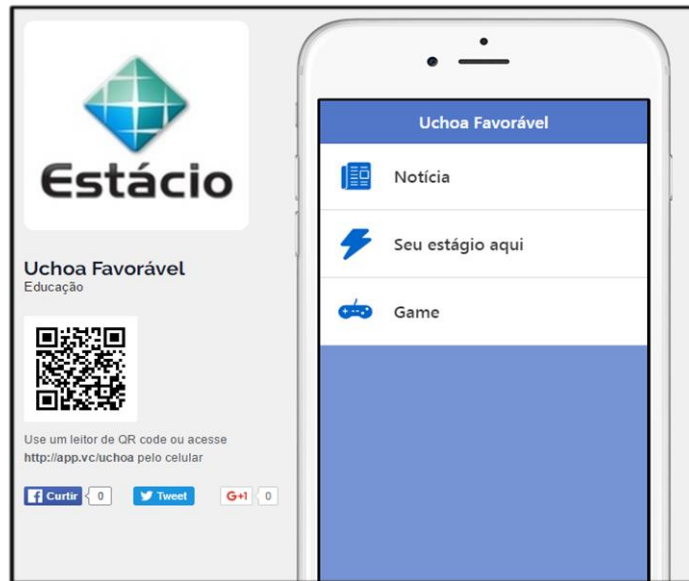 Estácio
Uchoa Favorável
Educação
Use um leitor de QR code ou acesse
http://app.vc/uchoa pelo celular
Curtir 0
Tweet
G+1 0
Uchoa Favorável
Notícia
Seu estágio aqui
Game